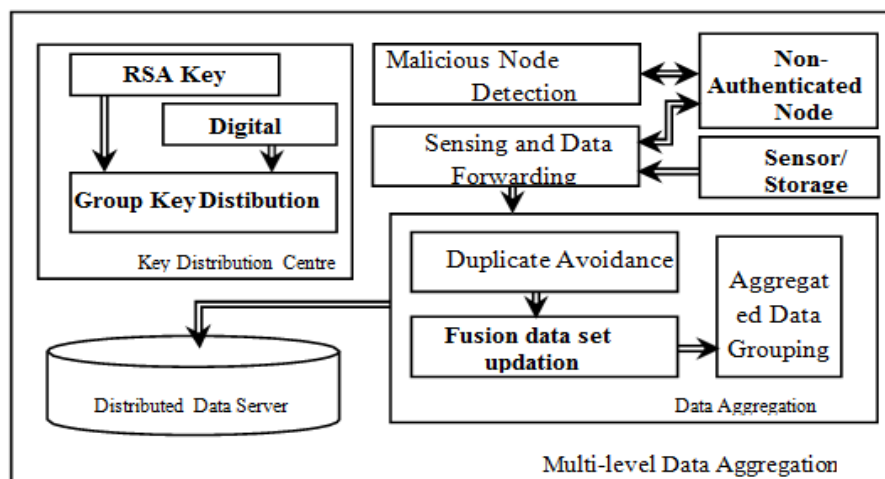 RSA Key
Digital
Group Key Distibution
Key Distribution Centre
Malicious Node
Detection
Non-
Authenticated
Node
Sensing and Data
Forwarding
Sensor/
Storage
Duplicate Avoidance
Fusion data set
updation
Aggregat
ed Data
Grouping
Data Aggregation
Distributed Data Server
Multi-level Data Aggregation